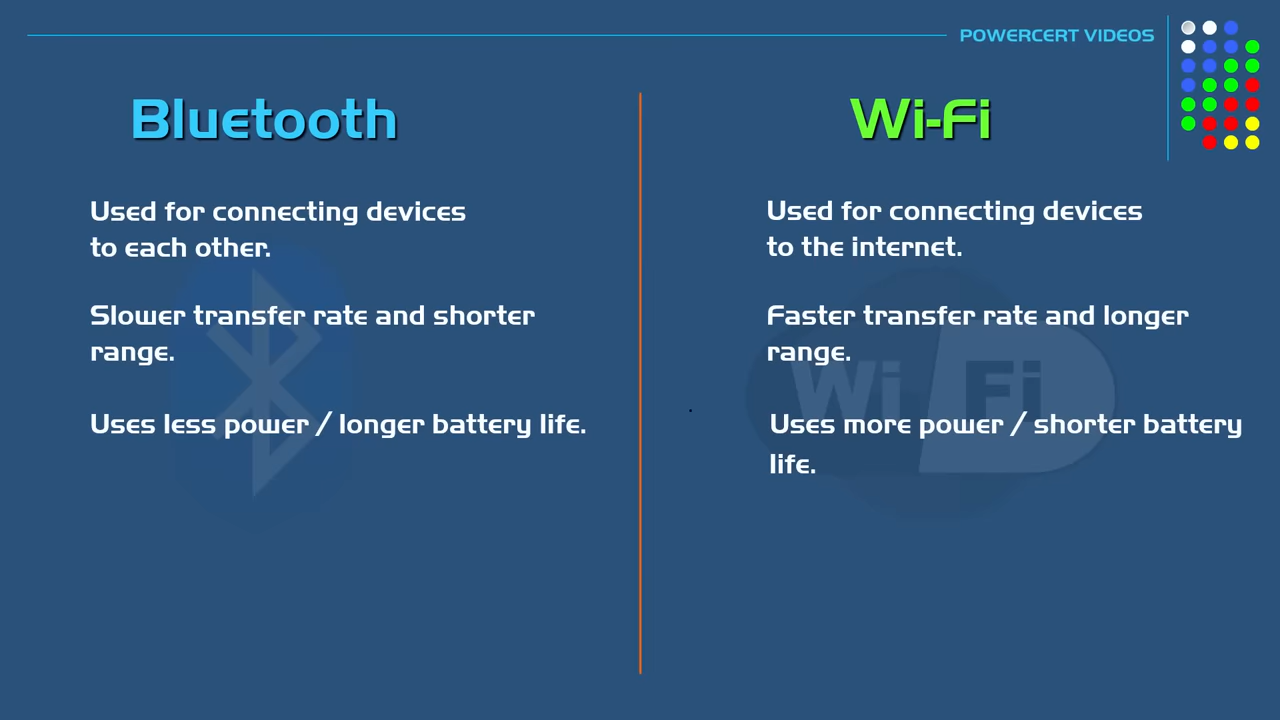 POWERCERT VIDEOS
Bluetooth
Used for connecting devices
to each other.
Slower transfer rate and shorter
range.
Uses less power / longer battery life.
Wi-Fi
Used for connecting devices
to the internet.
Faster transfer rate and longer
range.
Wi Fi
Uses more power / shorter battery
life.